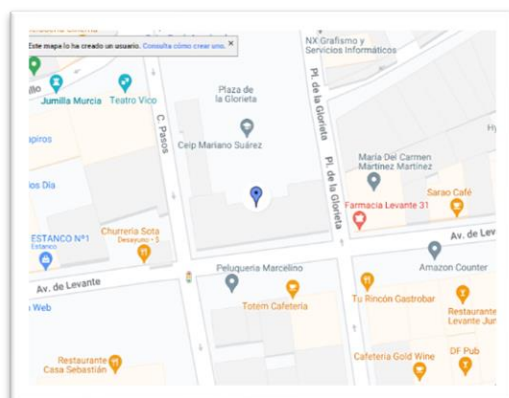 Este mapa lo ha creado un usuario. Consulta cómo crear uno.
NX Grafismo y
Servicios Informáticos
Jumilla Murcia
Teatro Vico
Plaza de
la Glorieta
C. Pasos
Pl. de la Glorieta
Ceip Mariano Suárez
Pl. de la Glorieta
María Del Carmen
Martínez Martínez
Sarao Café
Farmacia Levante 31
Churrería Sota
Desayuno • $
ESTANCO Nº1
Estanco
Av. de Lev
Av. de Levante
Peluquería Marcelino
Amazon Counter
Totem Cafetería
Tu Rincón Gastrobar
Web
Restaurante
Levante Jun
Restaurante
Casa Sebastián
Cafetería Gold Wine
DF Pub